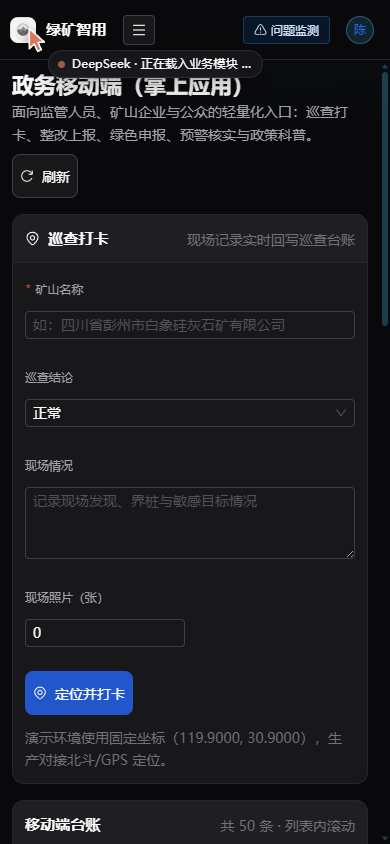 绿矿智用
问题监测
陈
DeepSeek · 正在载入业务模块 ...
政务移动端（掌上应用）
面向监管人员、矿山企业与公众的轻量化入口：巡查打
卡、整改上报、绿色申报、预警核实与政策科普。
刷新
巡查打卡
现场记录实时回写巡查台账
* 矿山名称
如：四川省彭州市白象硅灰石矿有限公司
巡查结论
正常
现场情况
记录现场发现、界桩与敏感目标情况
现场照片（张）
0
定位并打卡
演示环境使用固定坐标（119.9000, 30.9000），生
产对接北斗/GPS 定位。
移动端台账
共 50 条 · 列表内滚动